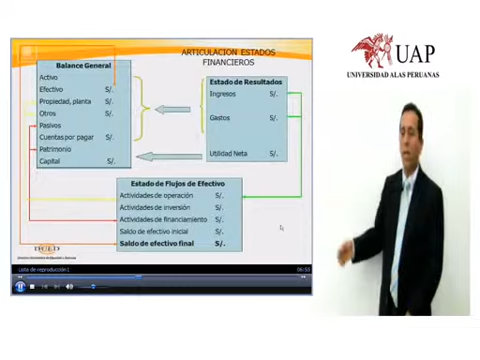 ARTICULACION ESTADOS
FINANCIEROS
Balance General
Activo
Efectivo S/.
Propiedad, planta S/.
Otros S/.
Pasivos
Cuentas por pagar S/.
Patrimonio
Capital S/.
Estado de Resultados
Ingresos S/.
Gastos S/.
Utilidad Neta S/.
Estado de Flujos de Efectivo
Actividades de operación S/.
Actividades de inversión S/.
Actividades de financiamiento S/.
Saldo de efectivo inicial S/.
Saldo de efectivo final S/.
DUED
Lista de reproducción1
06:55
UAP
UNIVERSIDAD ALAS PERUANAS